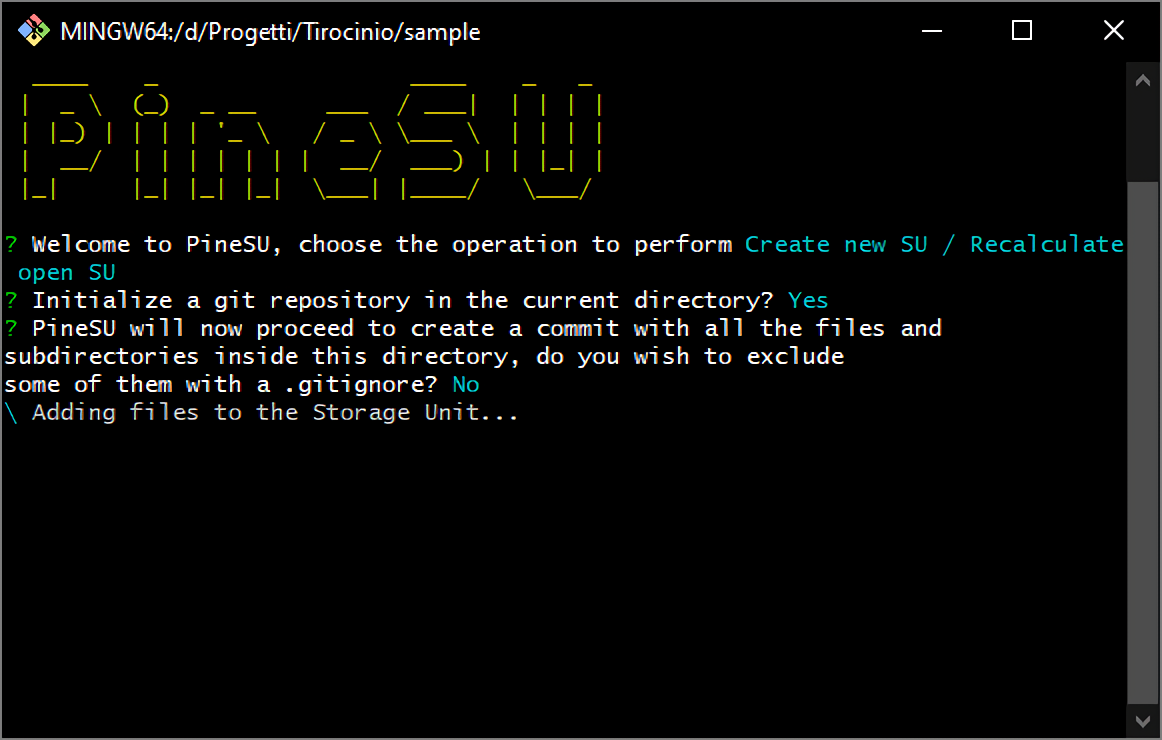 MINGW64:/d/Progetti/Tirocinio/sample
PineSU
? Welcome to PineSU, choose the operation to perform Create new SU / Recalculate
open SU
? Initialize a git repository in the current directory? Yes
? PineSU will now proceed to create a commit with all the files and
subdirectories inside this directory, do you wish to exclude
some of them with a .gitignore? No
\ Adding files to the Storage Unit...